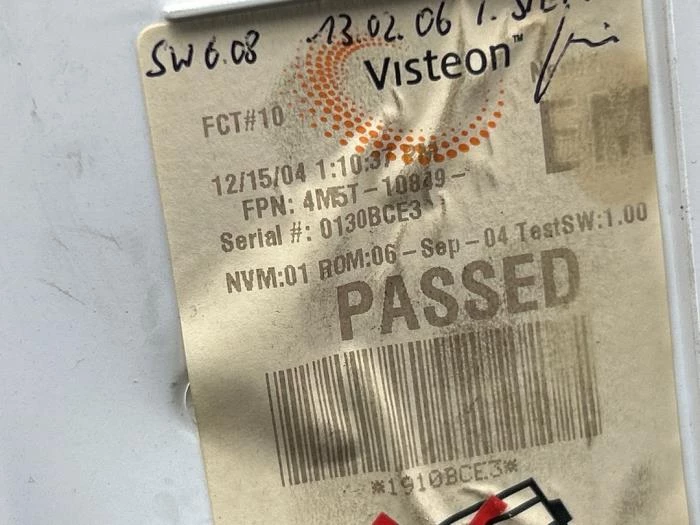 SW 6.08 13.02.06
Visteon™
FCT#10
EM
12/15/04 1:10:37 PM
FPN: 4M5T-10849-
Serial #: 0130BCE3
NVM:01 ROM:06-Sep-04 TestSW:1.00
PASSED
*1910BCE3*